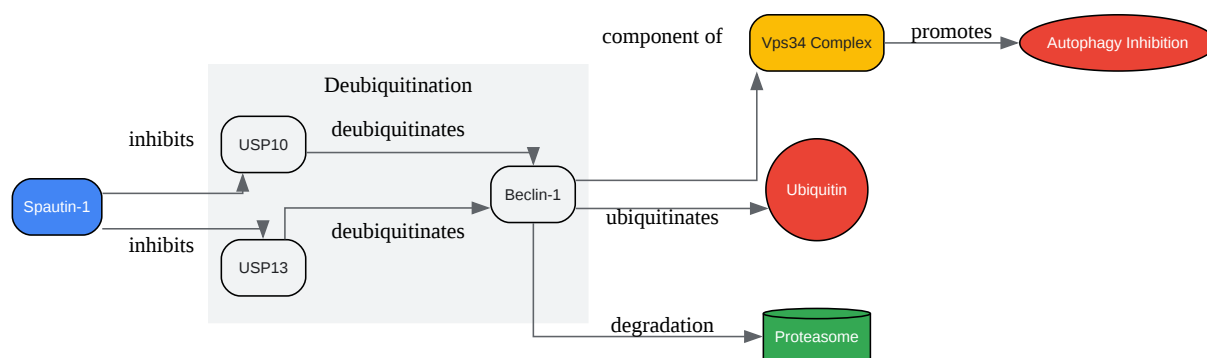 component of
Vps34 Complex
promotes
Autophagy Inhibition
Deubiquitination
inhibits
USP10
deubiquitinates
Spautin-1
Beclin-1
Ubiquitin
ubiquitinates
inhibits
USP13
deubiquitinates
degradation
Proteasome